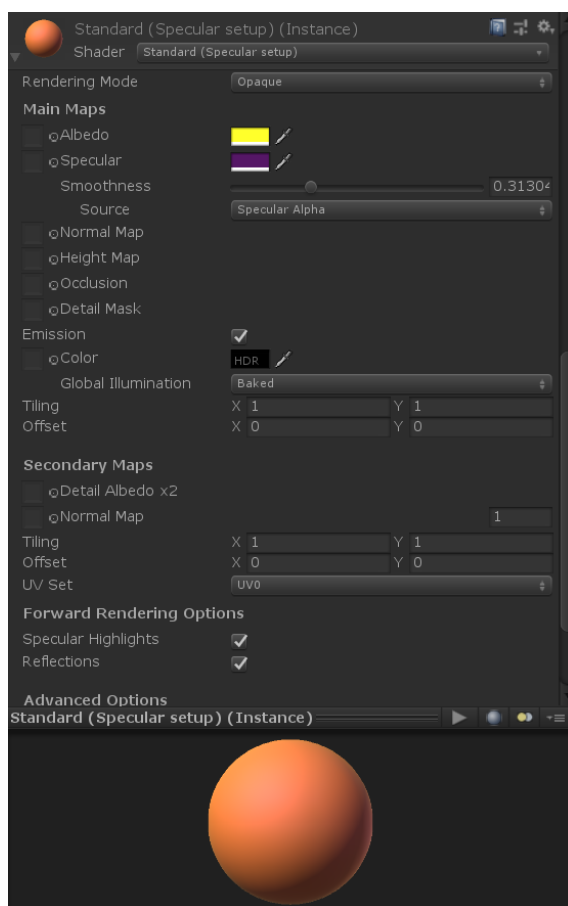 Standard (Specular setup) (Instance)
Shader Standard (Specular setup)
Rendering Mode Opaque
Main Maps
Albedo
Specular
Smoothness 0.31304
Source Specular Alpha
Normal Map
Height Map
Occlusion
Detail Mask
Emission
Color HDR
Global Illumination Baked
Tiling X 1 Y 1
Offset X 0 Y 0
Secondary Maps
Detail Albedo x2
Normal Map 1
Tiling X 1 Y 1
Offset X 0 Y 0
UV Set UV0
Forward Rendering Options
Specular Highlights
Reflections
Advanced Options
Standard (Specular setup) (Instance)